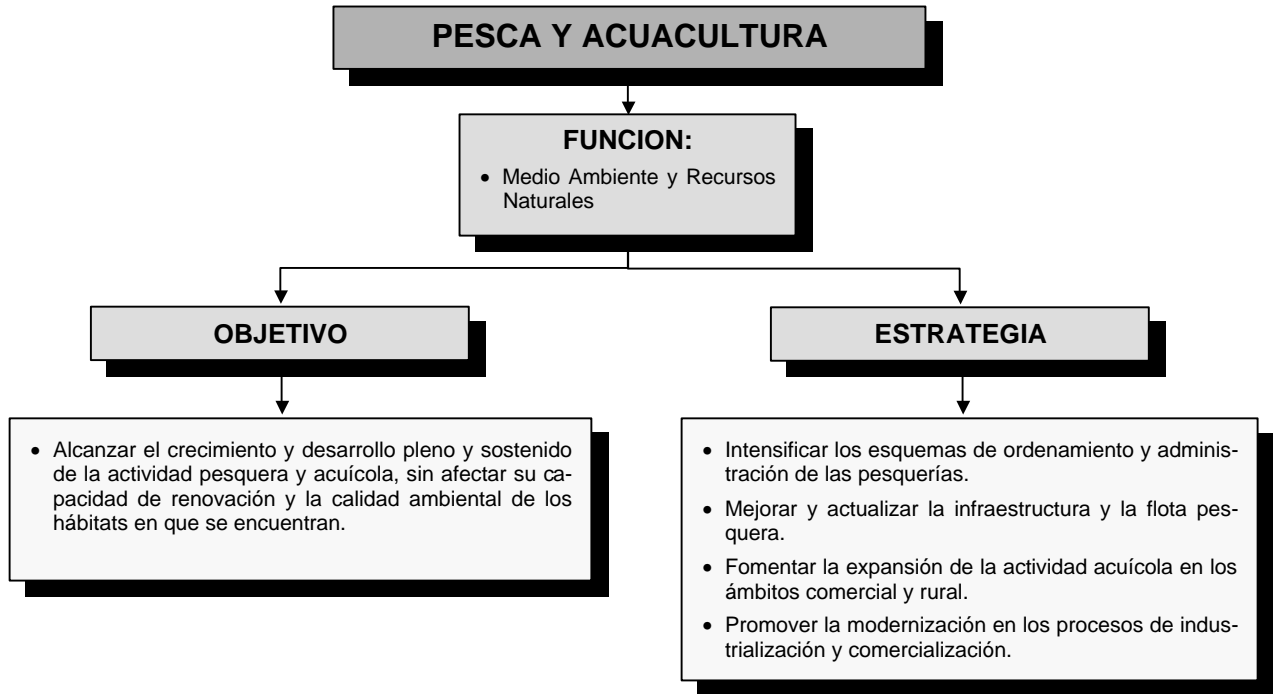 PESCA Y ACUACULTURA
FUNCION:
• Medio Ambiente y Recursos
Naturales
OBJETIVO
• Alcanzar el crecimiento y desarrollo pleno y sostenido
de la actividad pesquera y acuícola, sin afectar su ca-
pacidad de renovación y la calidad ambiental de los
hábitats en que se encuentran.
ESTRATEGIA
• Intensificar los esquemas de ordenamiento y adminis-
tración de las pesquerías.
• Mejorar y actualizar la infraestructura y la flota pes-
quera.
• Fomentar la expansión de la actividad acuícola en los
ámbitos comercial y rural.
• Promover la modernización en los procesos de indus-
trialización y comercialización.